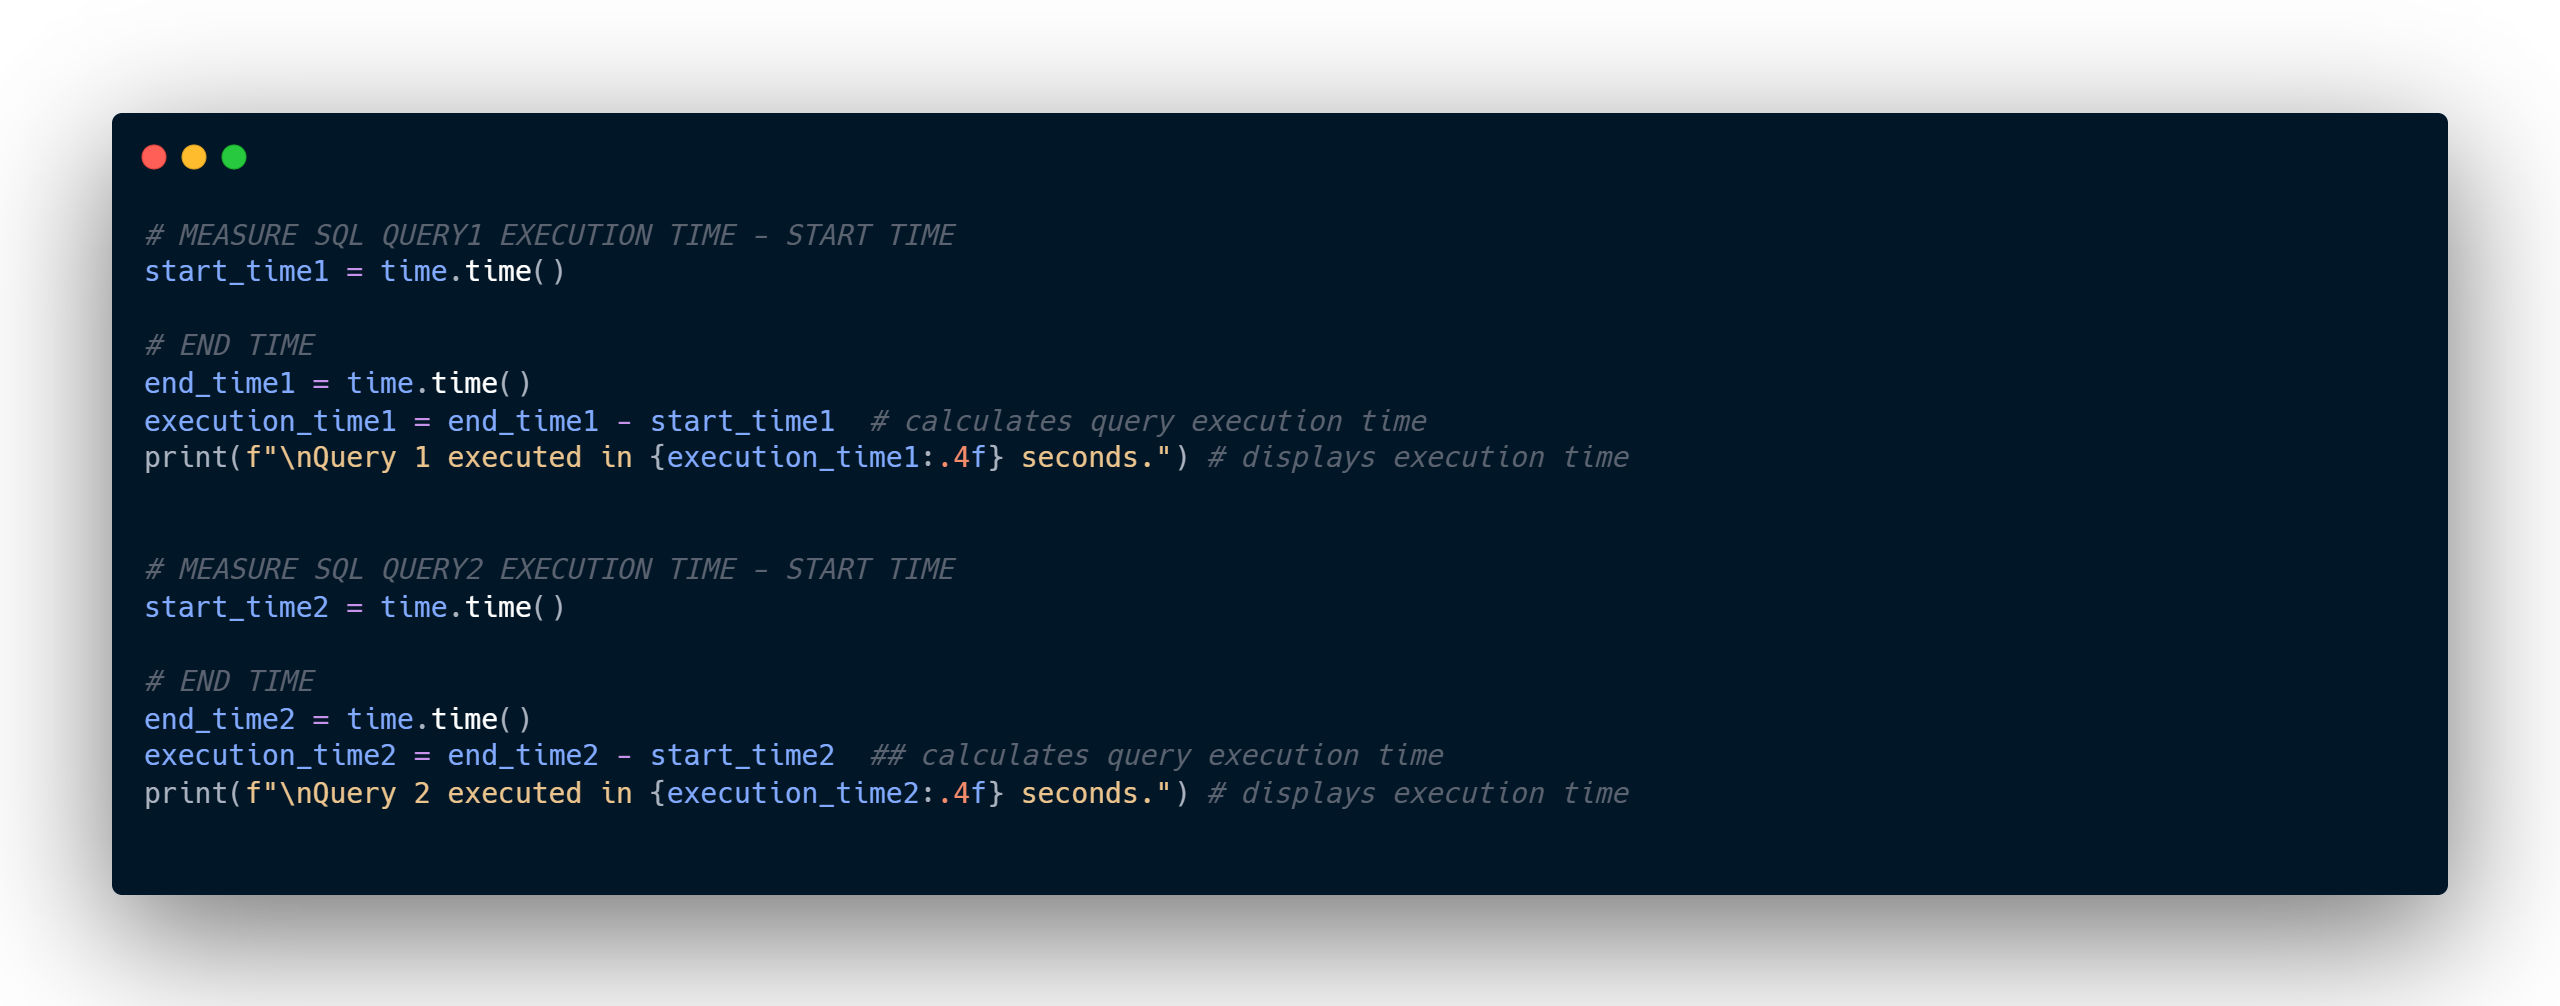 # MEASURE SQL QUERY1 EXECUTION TIME - START TIME
start_time1 = time.time()
# END TIME
end_time1 = time.time()
execution_time1 = end_time1 - start_time1  # calculates query execution time
print(f"\nQuery 1 executed in {execution_time1:.4f} seconds.") # displays execution time
# MEASURE SQL QUERY2 EXECUTION TIME - START TIME
start_time2 = time.time()
# END TIME
end_time2 = time.time()
execution_time2 = end_time2 - start_time2  ## calculates query execution time
print(f"\nQuery 2 executed in {execution_time2:.4f} seconds.") # displays execution time